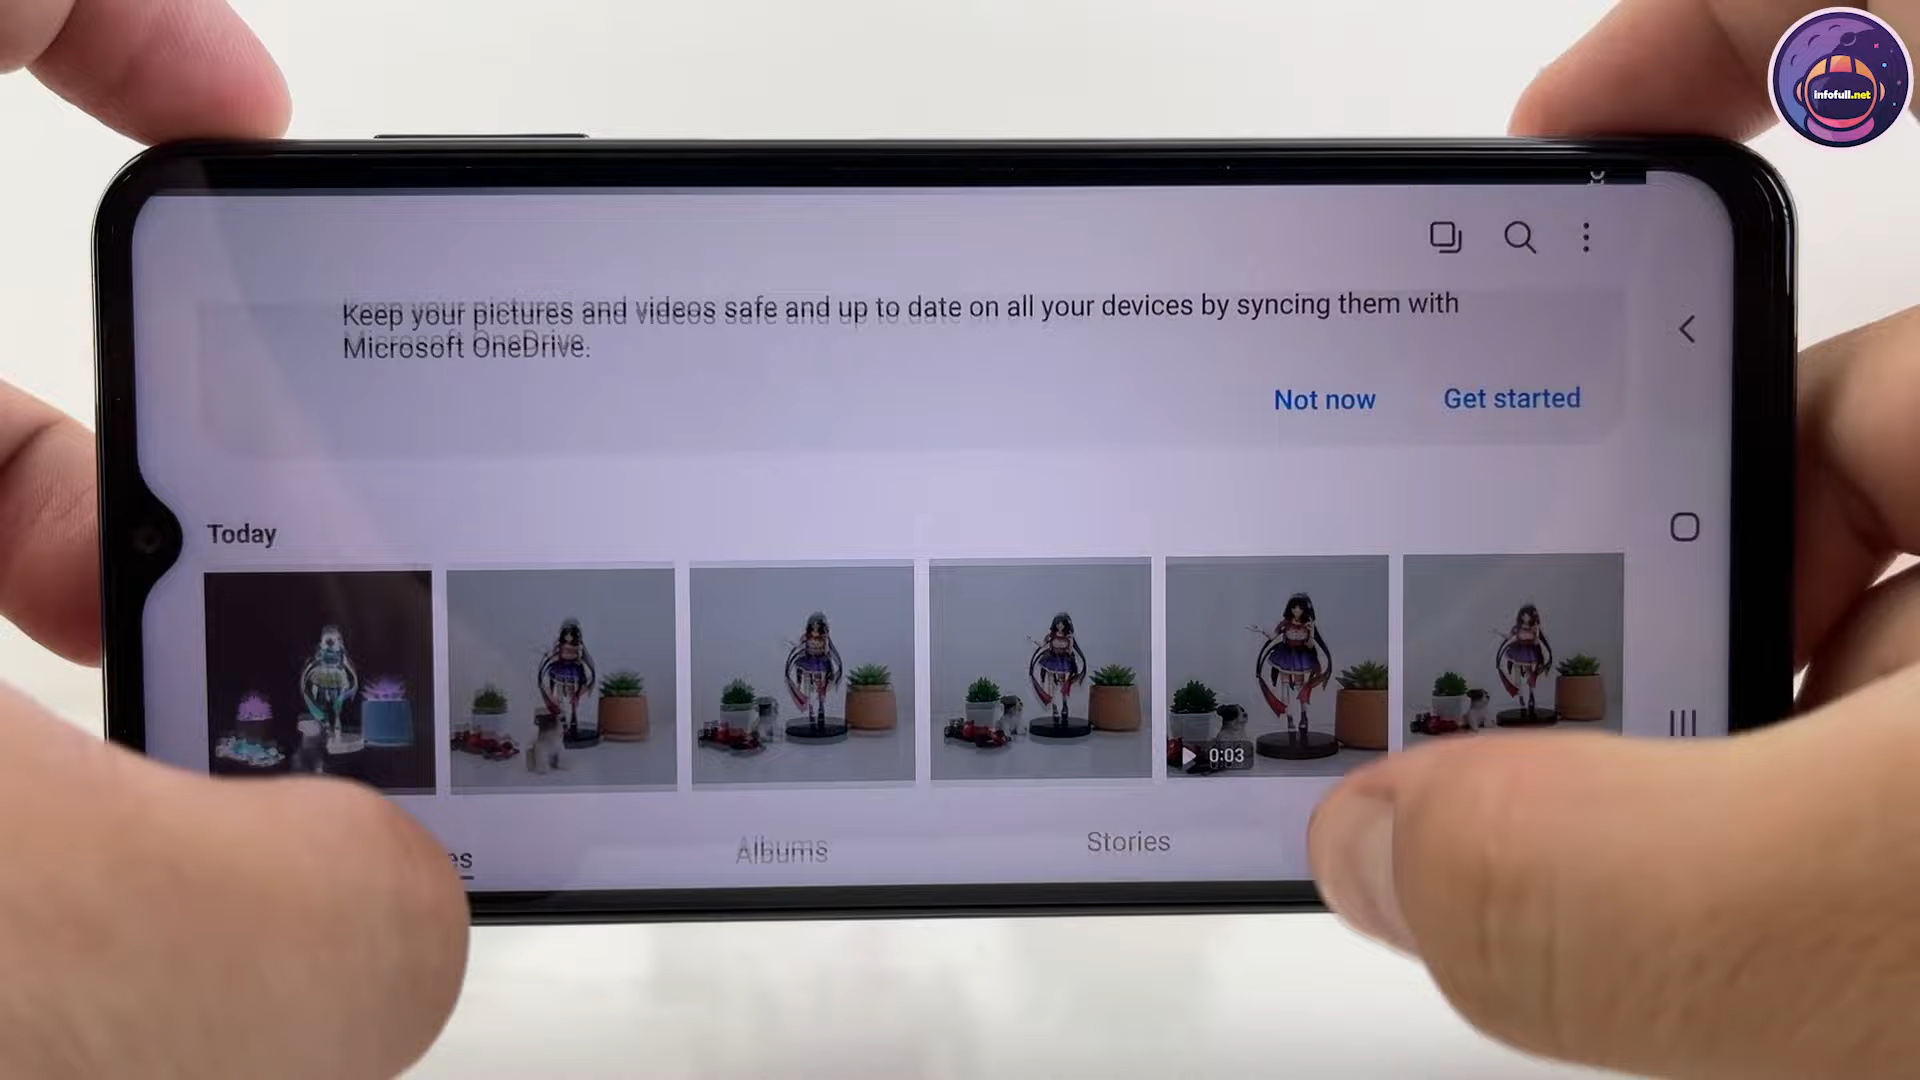 infofull.net
Keep your pictures and videos safe and up to date on all your devices by syncing them with
Microsoft OneDrive.
Not now Get started
Today
0:03
es Albums Stories